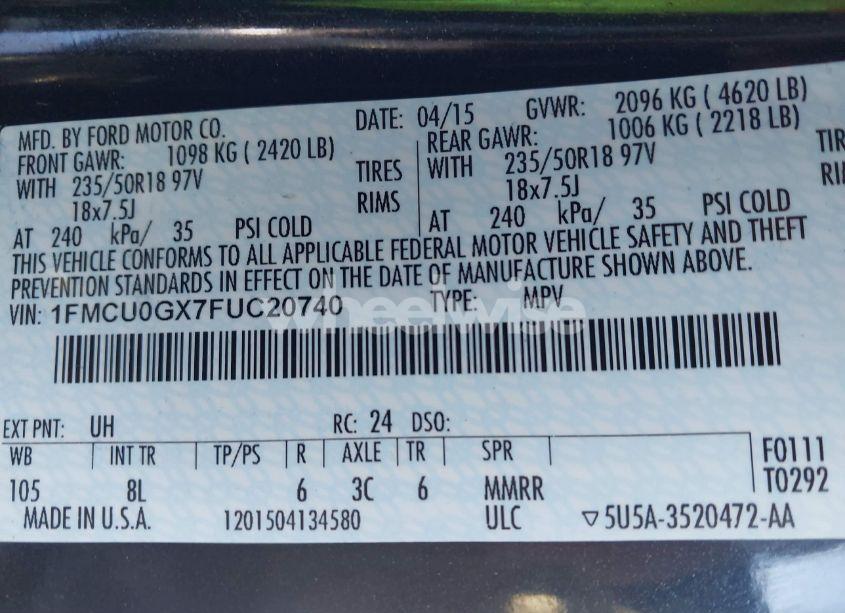 MFD. BY FORD MOTOR CO. DATE: 04/15 GVWR: 2096 KG ( 4620 LB)
FRONT GAWR: 1098 KG ( 2420 LB) REAR GAWR: 1006 KG ( 2218 LB)
WITH 235/50R18 97V TIRES WITH 235/50R18 97V TIR
18x7.5J RIMS 18x7.5J RI
AT 240 kPa/ 35 PSI COLD AT 240 kPa/ 35 PSI COLD
THIS VEHICLE CONFORMS TO ALL APPLICABLE FEDERAL MOTOR VEHICLE SAFETY AND THEFT
PREVENTION STANDARDS IN EFFECT ON THE DATE OF MANUFACTURE SHOWN ABOVE.
VIN: 1FMCU0GX7FUC20740 TYPE: MPV
wheelwise
EXT PNT: UH RC: 24 DSO:
WB INT TR TP/PS R AXLE TR SPR F0111
105 8L 6 3C 6 MMRR T0292
MADE IN U.S.A. 1201504134580 ULC ▽5U5A-3520472-AA